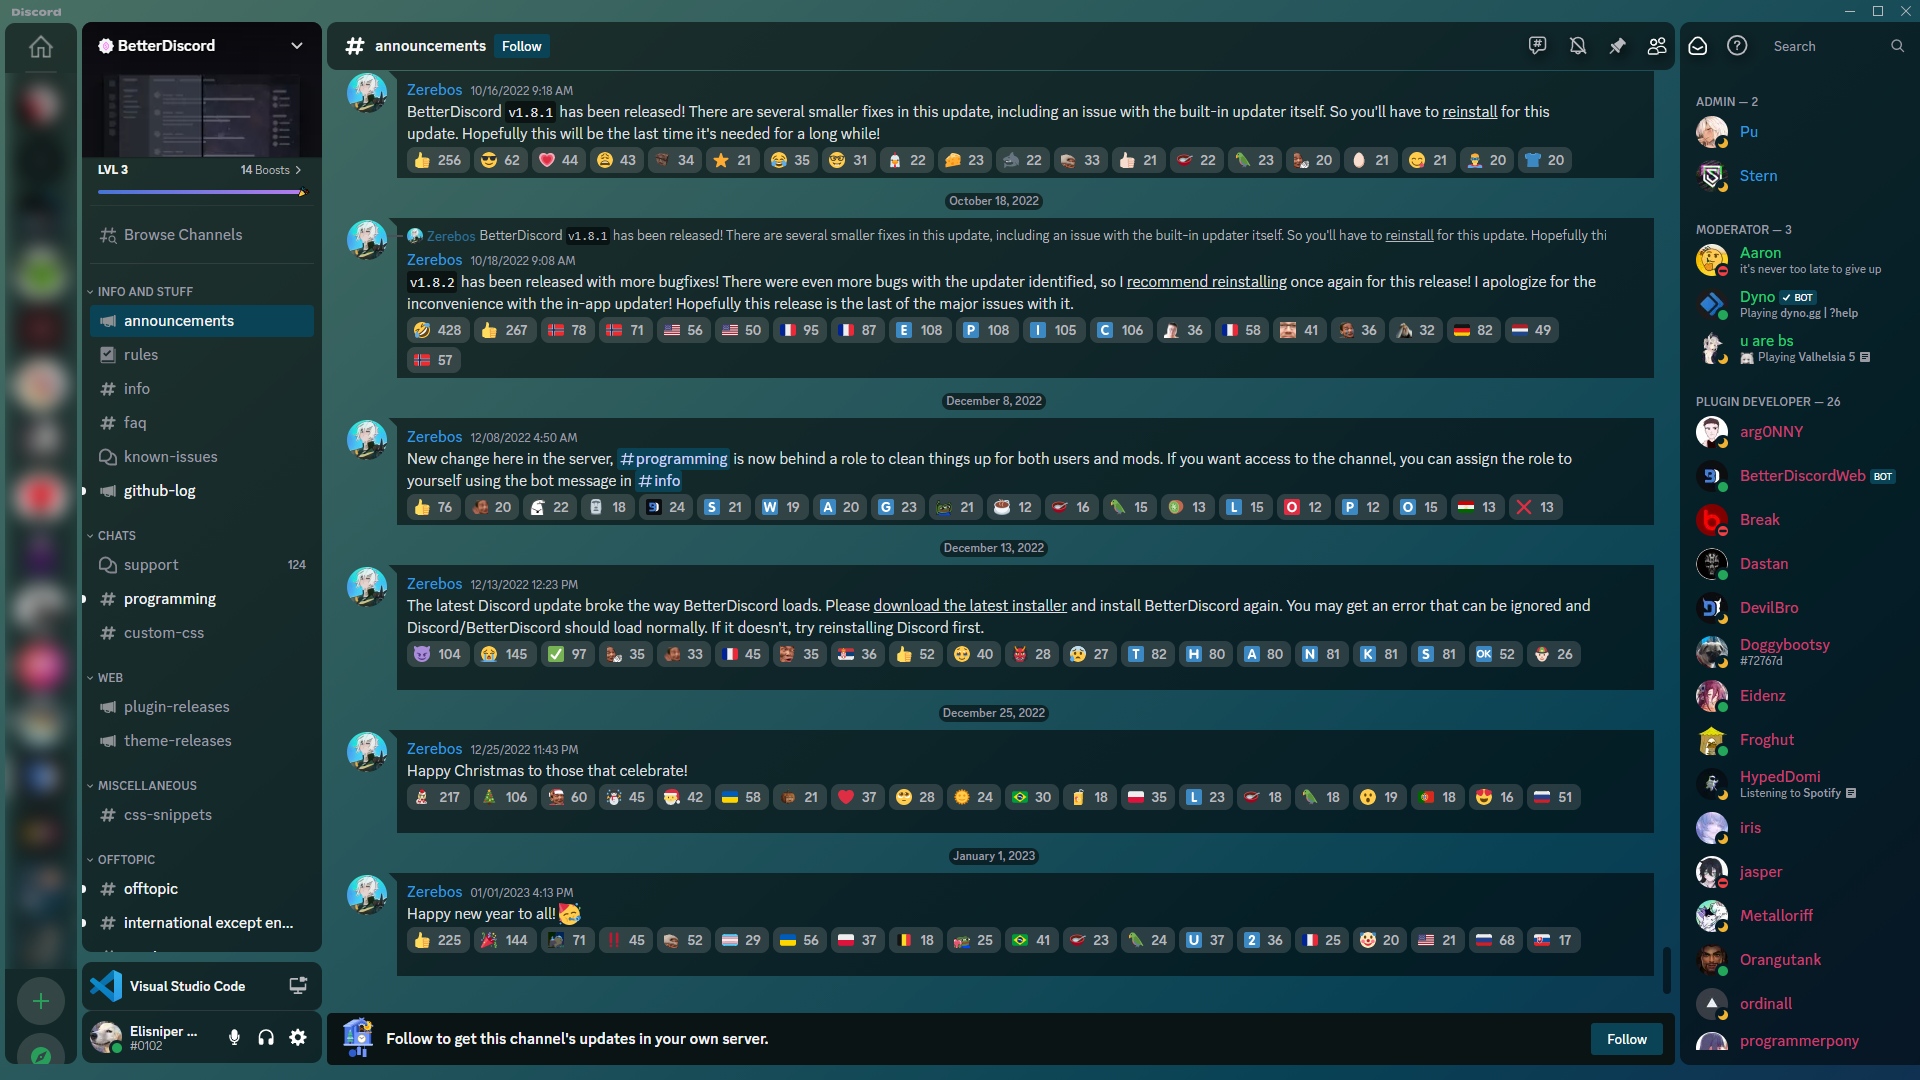 Discord
BetterDiscord
LVL 3
14 Boosts
Browse Channels
INFO AND STUFF
announcements
rules
info
faq
known-issues
github-log
CHATS
support 124
programming
custom-css
WEB
plugin-releases
theme-releases
MISCELLANEOUS
css-snippets
OFFTOPIC
offtopic
international except en...
Visual Studio Code
Elisniper ...
#0102
announcements Follow
Zerebos 10/16/2022 9:18 AM
BetterDiscord v1.8.1 has been released! There are several smaller fixes in this update, including an issue with the built-in updater itself. So you'll have to reinstall for this
update. Hopefully this will be the last time it's needed for a long while!
256 62 44 43 34 21 35 31 22 23 22 33 21 22 23 20 21 21 20 20
October 18, 2022
Zerebos BetterDiscord v1.8.1 has been released! There are several smaller fixes in this update, including an issue with the built-in updater itself. So you'll have to reinstall for this update. Hopefully thi
Zerebos 10/18/2022 9:08 AM
v1.8.2 has been released with more bugfixes! There were even more bugs with the updater identified, so I recommend reinstalling once again for this release! I apologize for the
inconvenience with the in-app updater! Hopefully this release is the last of the major issues with it.
428 267 78 71 56 50 95 87 E 108 P 108 I 105 C 106 36 58 41 36 32 82 49
57
December 8, 2022
Zerebos 12/08/2022 4:50 AM
New change here in the server, #programming is now behind a role to clean things up for both users and mods. If you want access to the channel, you can assign the role to
yourself using the bot message in #info
76 20 22 18 24 S 21 W 19 A 20 G 23 21 12 16 15 13 L 15 O 12 P 12 O 15 13 13
December 13, 2022
Zerebos 12/13/2022 12:23 PM
The latest Discord update broke the way BetterDiscord loads. Please download the latest installer and install BetterDiscord again. You may get an error that can be ignored and
Discord/BetterDiscord should load normally. If it doesn't, try reinstalling Discord first.
104 145 97 35 33 45 35 36 52 40 28 27 T 82 H 80 A 80 N 81 K 81 S 81 OK 52 26
December 25, 2022
Zerebos 12/25/2022 11:43 PM
Happy Christmas to those that celebrate!
217 106 60 45 42 58 21 37 28 24 30 18 35 L 23 18 18 19 18 16 51
January 1, 2023
Zerebos 01/01/2023 4:13 PM
Happy new year to all!
225 144 71 45 52 29 56 37 18 25 41 23 24 U 37 2 36 25 20 21 68 17
Follow to get this channel's updates in your own server.
Follow
Search
ADMIN — 2
Pu
Stern
MODERATOR — 3
Aaron
it's never too late to give up
Dyno BOT
Playing dyno.gg | ?help
u are bs
Playing Valhelsia 5
PLUGIN DEVELOPER — 26
arg0NNY
BetterDiscordWeb BOT
Break
Dastan
DevilBro
Doggybootsy
#72767d
Eidenz
Froghut
HypedDomi
Listening to Spotify
iris
jasper
Metalloriff
Orangutank
ordinall
programmerpony